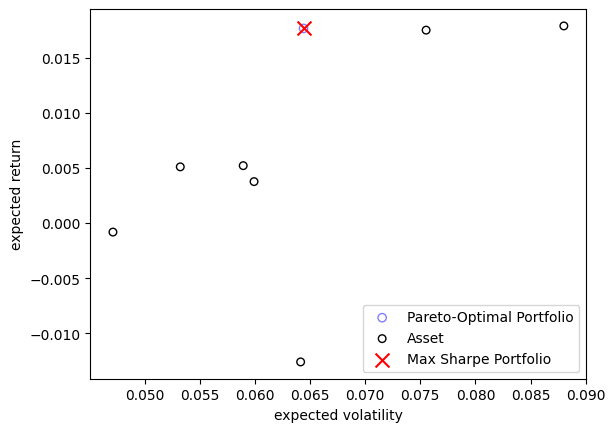 expected return
0.015
0.010
0.005
0.000
−0.005
−0.010
Pareto-Optimal Portfolio
Asset
Max Sharpe Portfolio
0.050 0.055 0.060 0.065 0.070 0.075 0.080 0.085 0.090
expected volatility